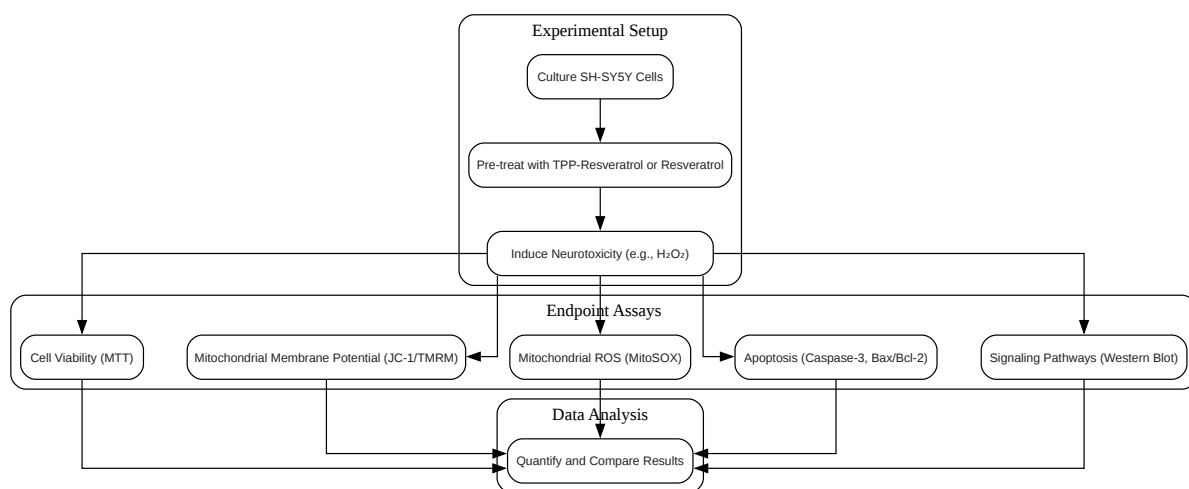 Experimental Setup
Culture SH-SY5Y Cells
Pre-treat with TPP-Resveratrol or Resveratrol
Induce Neurotoxicity (e.g., H₂O₂)
Endpoint Assays
Cell Viability (MTT)
Mitochondrial Membrane Potential (JC-1/TMRM)
Mitochondrial ROS (MitoSOX)
Apoptosis (Caspase-3, Bax/Bcl-2)
Signaling Pathways (Western Blot)
Data Analysis
Quantify and Compare Results